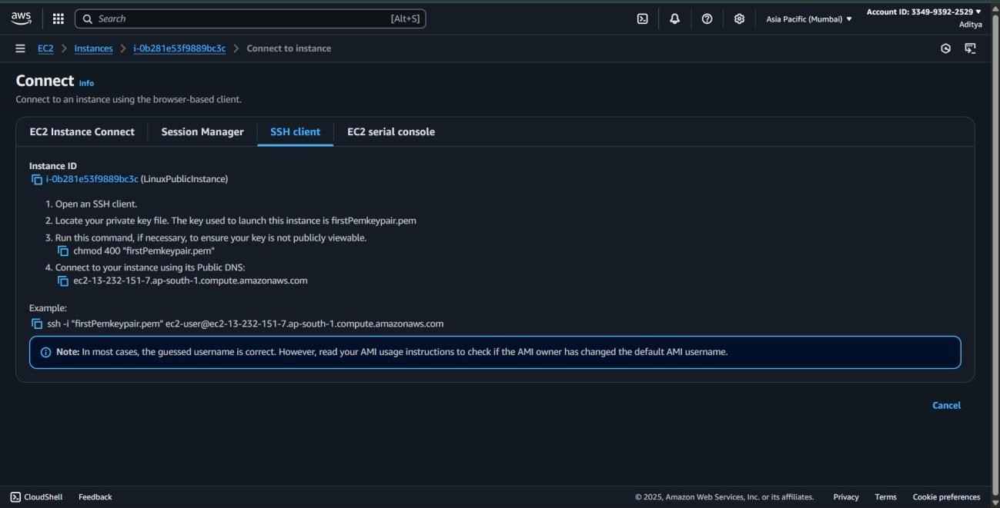 aws
Search [Alt+S]
Asia Pacific (Mumbai)
Account ID: 3349-9392-2529
Aditya
EC2 > Instances > i-0b281e53f9889bc3c > Connect to instance
Connect Info
Connect to an instance using the browser-based client.
EC2 Instance Connect Session Manager SSH client EC2 serial console
Instance ID
i-0b281e53f9889bc3c (LinuxPublicInstance)
1. Open an SSH client.
2. Locate your private key file. The key used to launch this instance is firstPemkeypair.pem
3. Run this command, if necessary, to ensure your key is not publicly viewable.
chmod 400 "firstPemkeypair.pem"
4. Connect to your instance using its Public DNS:
ec2-13-232-151-7.ap-south-1.compute.amazonaws.com
Example:
ssh -i "firstPemkeypair.pem" ec2-user@ec2-13-232-151-7.ap-south-1.compute.amazonaws.com
Note: In most cases, the guessed username is correct. However, read your AMI usage instructions to check if the AMI owner has changed the default AMI username.
Cancel
CloudShell Feedback © 2025, Amazon Web Services, Inc. or its affiliates. Privacy Terms Cookie preferences